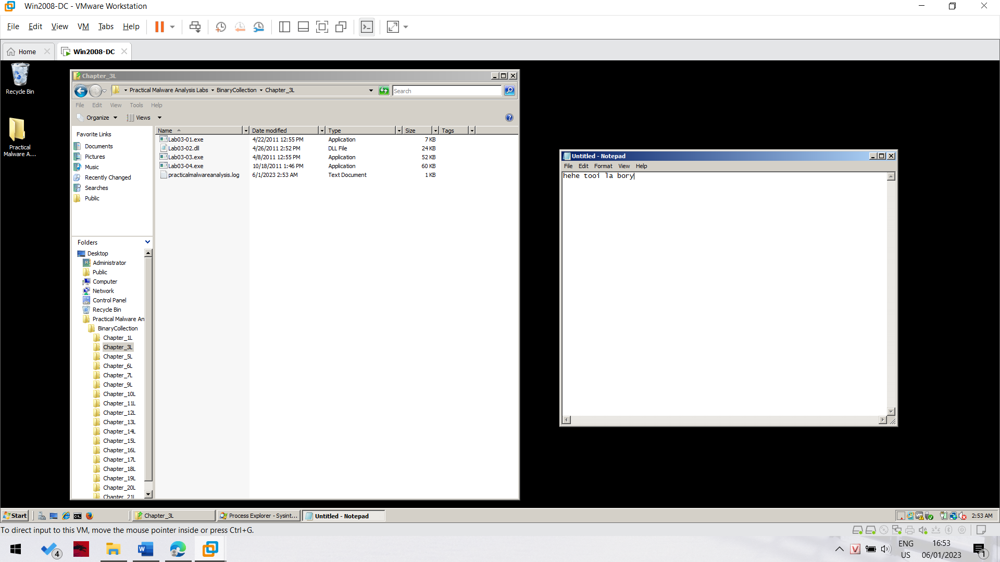 Win2008-DC - VMware Workstation
File Edit View VM Tabs Help
Home
Win2008-DC
Recycle Bin
Practical
Malware A...
Chapter_3L
Practical Malware Analysis Labs BinaryCollection Chapter_3L
Search
File Edit View Tools Help
Organize Views
Favorite Links
Documents
Pictures
Music
Recently Changed
Searches
Public
Folders
Desktop
Administrator
Public
Computer
Network
Control Panel
Recycle Bin
Practical Malware An
BinaryCollection
Chapter_1L
Chapter_3L
Chapter_5L
Chapter_6L
Chapter_7L
Chapter_9L
Chapter_10L
Chapter_11L
Chapter_12L
Chapter_13L
Chapter_14L
Chapter_15L
Chapter_16L
Chapter_17L
Chapter_18L
Chapter_19L
Chapter_20L
Chapter_21L
Name Date modified Type Size Tags
Lab03-01.exe 4/22/2011 12:55 PM Application 7 KB
Lab03-02.dll 4/26/2011 2:52 PM DLL File 24 KB
Lab03-03.exe 4/8/2011 12:55 PM Application 52 KB
Lab03-04.exe 10/18/2011 1:46 PM Application 60 KB
practicalmalwareanalysis.log 6/1/2023 2:53 AM Text Document 1 KB
Untitled - Notepad
File Edit Format View Help
hehe tooi la bory
Start
Chapter_3L
Process Explorer - Sysint...
Untitled - Notepad
2:53 AM
To direct input to this VM, move the mouse pointer inside or press Ctrl+G.
4
ENG
US
16:53
06/01/2023
1